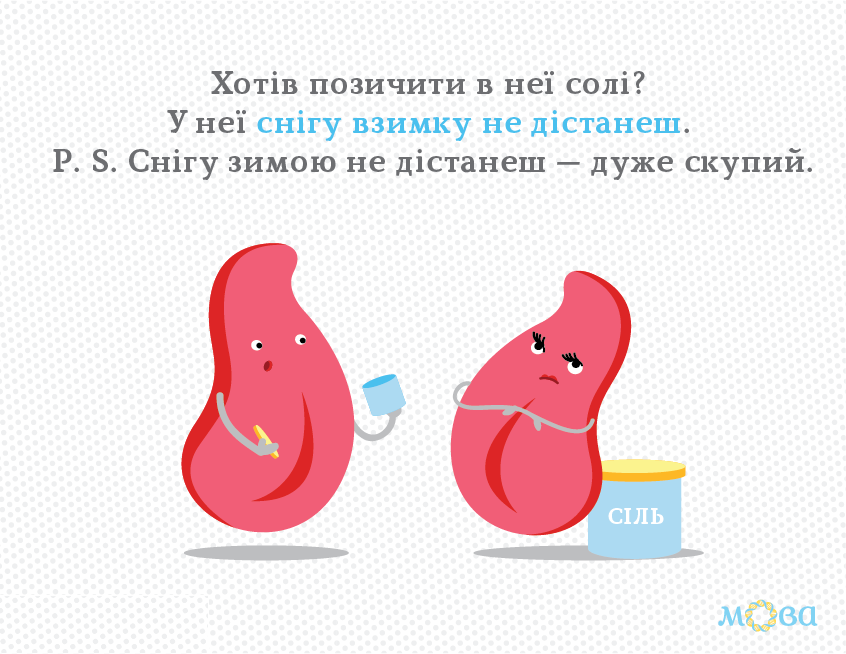 Хотів позичити в неї солі?
У неї снігу взимку не дістанеш.
P. S. Снігу зимою не дістанеш — дуже скупий.
СІЛЬ
мова